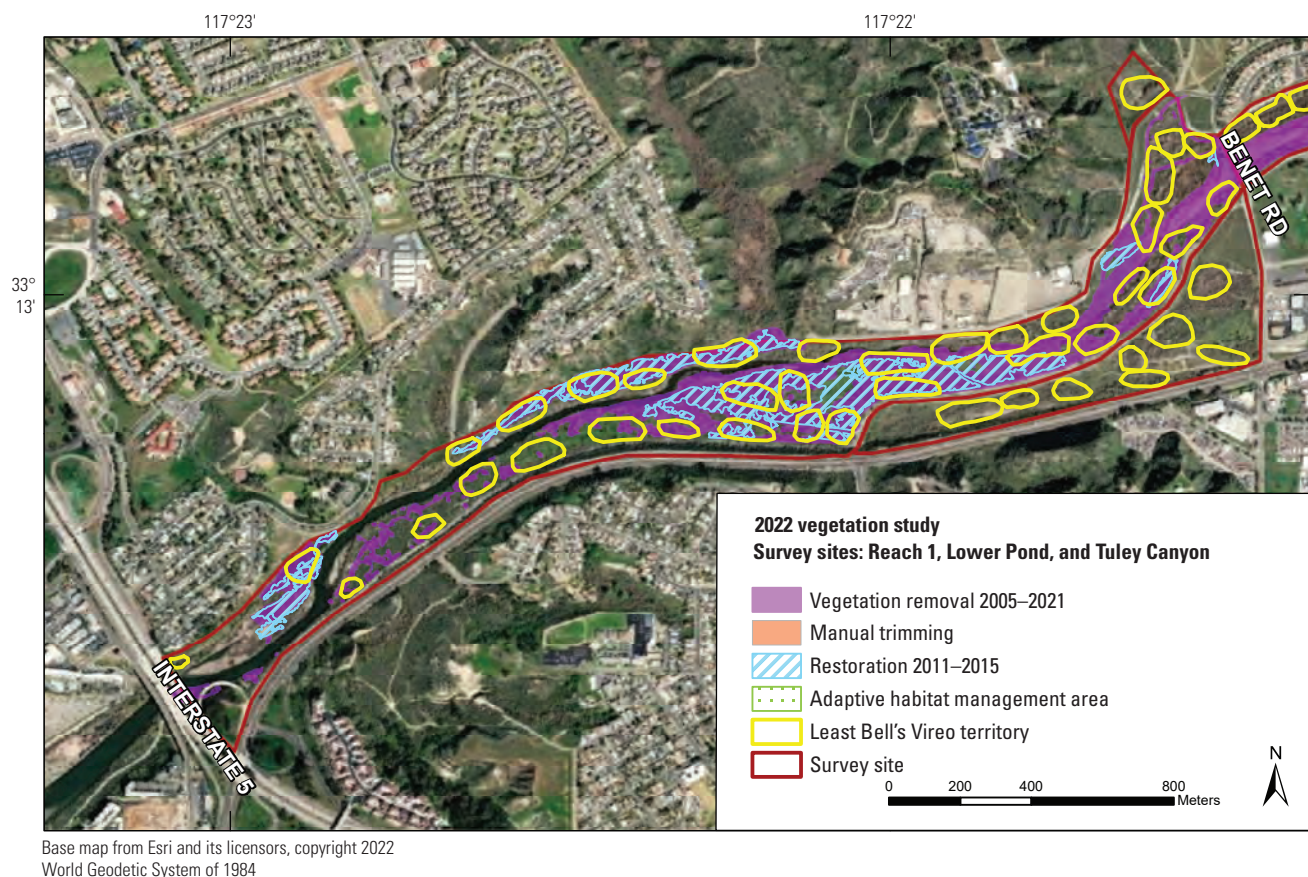 117°23'
117°22'
33°
13'
BENET RD
INTERSTATE 5
2022 vegetation study
Survey sites: Reach 1, Lower Pond, and Tuley Canyon
Vegetation removal 2005–2021
Manual trimming
Restoration 2011–2015
Adaptive habitat management area
Least Bell's Vireo territory
Survey site
N
0 200 400 800
Meters
Base map from Esri and its licensors, copyright 2022
World Geodetic System of 1984